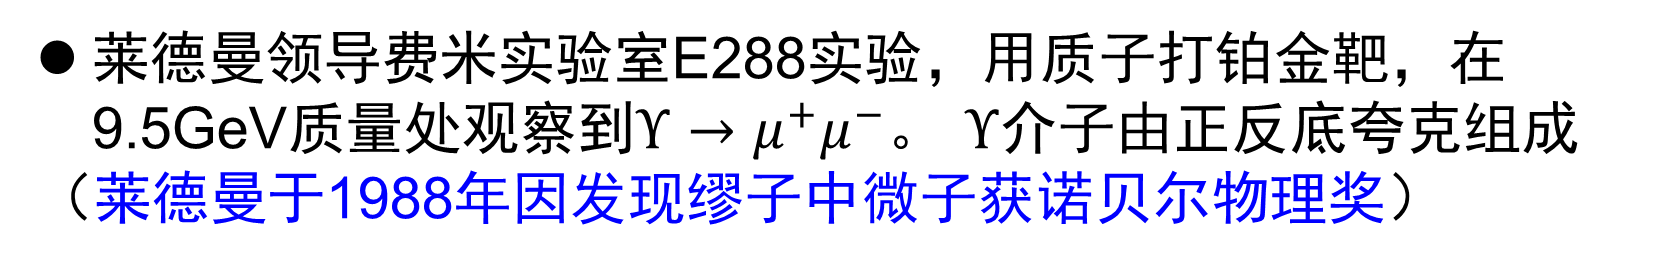 ● 莱德曼领导费米实验室E288实验，用质子打铂金靶，在
9.5GeV质量处观察到ϒ → μ⁺μ⁻。 ϒ介子由正反底夸克组成
（莱德曼于1988年因发现缪子中微子获诺贝尔物理奖）